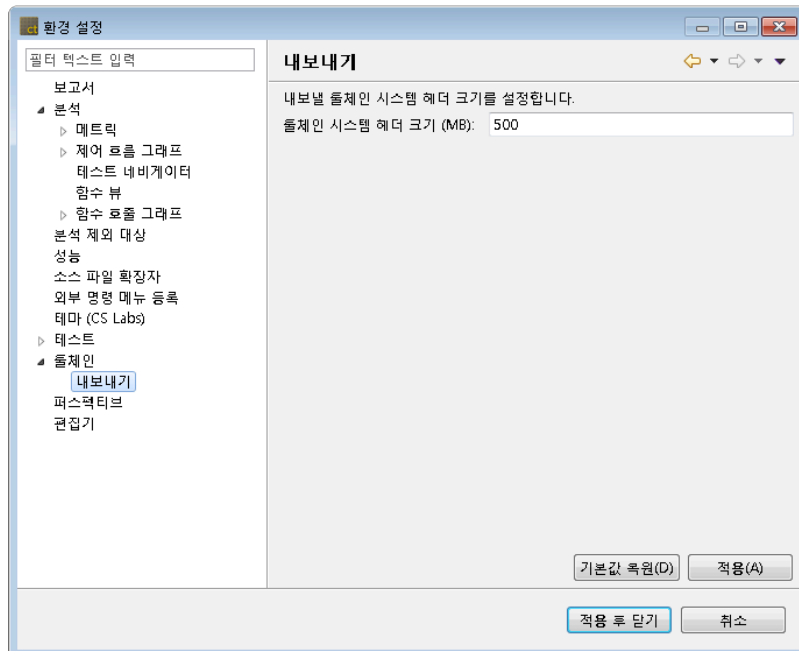 ct 환경 설정
필터 텍스트 입력
보고서
분석
메트릭
제어 흐름 그래프
테스트 네비게이터
함수 뷰
함수 호출 그래프
분석 제외 대상
성능
소스 파일 확장자
외부 명령 메뉴 등록
테마 (CS Labs)
테스트
툴체인
내보내기
퍼스펙티브
편집기
내보내기
내보낼 툴체인 시스템 헤더 크기를 설정합니다.
툴체인 시스템 헤더 크기 (MB): 500
기본값 복원(D) 적용(A)
적용 후 닫기 취소